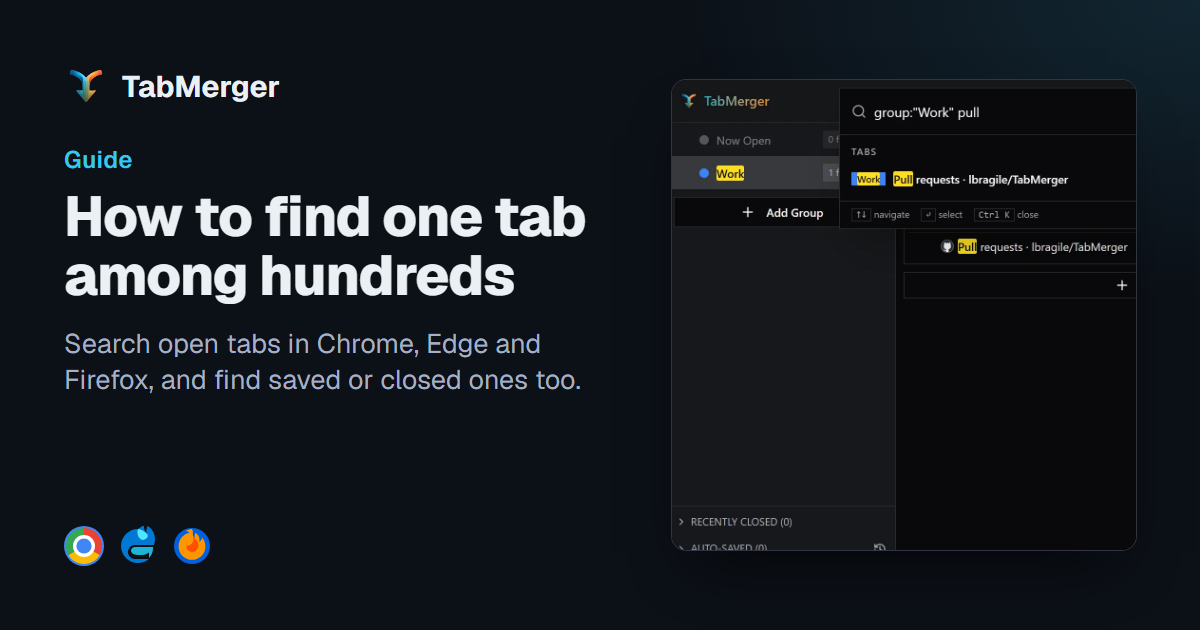 TabMerger
Guide
How to find one tab
among hundreds
Search open tabs in Chrome, Edge and
Firefox, and find saved or closed ones too.
TabMerger
Now Open
0 f
Work
1 f
+ Add Group
group:"Work" pull
TABS
Work Pull requests · lbragile/TabMerger
↑↓ navigate ↵ select Ctrl K close
Pull requests · lbragile/TabMerger
+
> RECENTLY CLOSED (0)
> AUTO-SAVED (0)